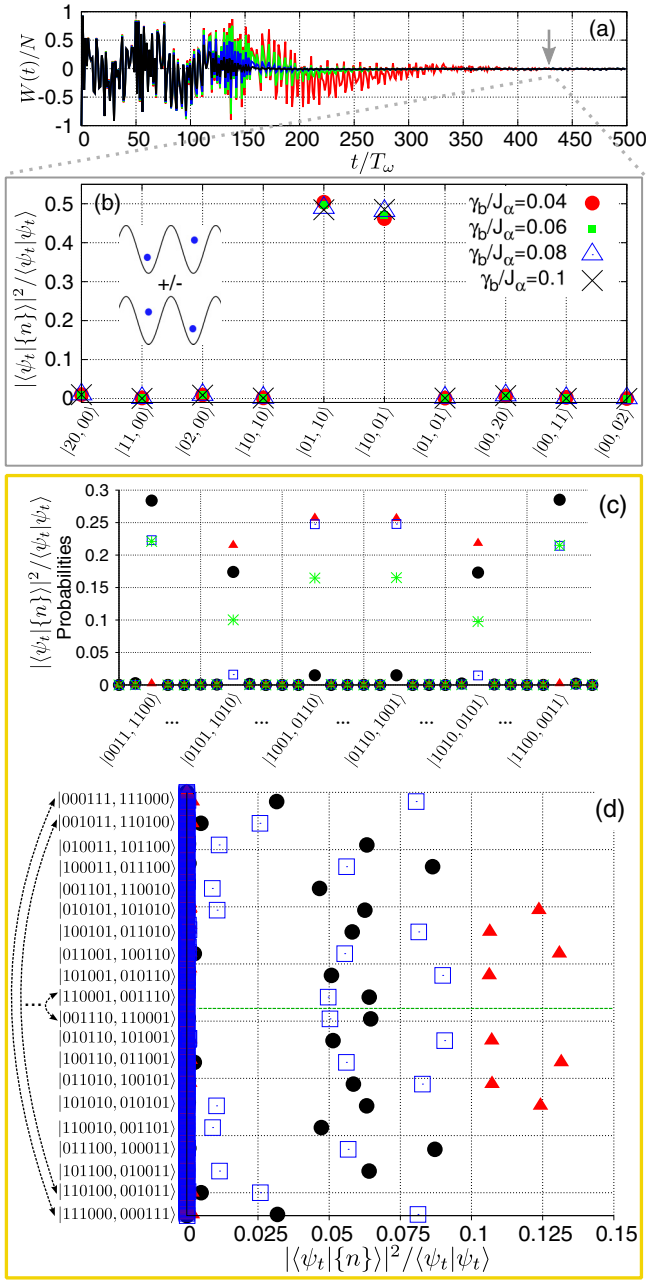 (a)
W(t)/N
1
0.5
0
-0.5
-1
0 50 100 150 200 250 300 350 400 450 500
t/T_ω
(b)
|⟨ψ_t|{n}⟩|²/⟨ψ_t|ψ_t⟩
0.5
0.4
0.3
0.2
0.1
0
+/-
γ_b/J_α=0.04
γ_b/J_α=0.06
γ_b/J_α=0.08
γ_b/J_α=0.1
|20, 00⟩ |11, 00⟩ |02, 00⟩ |10, 10⟩ |01, 10⟩ |10, 01⟩ |01, 01⟩ |00, 20⟩ |00, 11⟩ |00, 02⟩
(c)
|⟨ψ_t|{n}⟩|²/⟨ψ_t|ψ_t⟩
Probabilities
0.3
0.25
0.2
0.15
0.1
0.05
0
|0011, 1100⟩ ... |0101, 1010⟩ ... |1001, 0110⟩ |0110, 1001⟩ ... |1010, 0101⟩ ... |1100, 0011⟩
(d)
|000111, 111000⟩
|001011, 110100⟩
|010011, 101100⟩
|100011, 011100⟩
|001101, 110010⟩
|010101, 101010⟩
|100101, 011010⟩
|011001, 100110⟩
|101001, 010110⟩
|110001, 001110⟩
...
|001110, 110001⟩
|010110, 101001⟩
|100110, 011001⟩
|011010, 100101⟩
|101010, 010101⟩
|110010, 001101⟩
|011100, 100011⟩
|101100, 010011⟩
|110100, 001011⟩
|111000, 000111⟩
0 0.025 0.05 0.075 0.1 0.125 0.15
|⟨ψ_t|{n}⟩|²/⟨ψ_t|ψ_t⟩